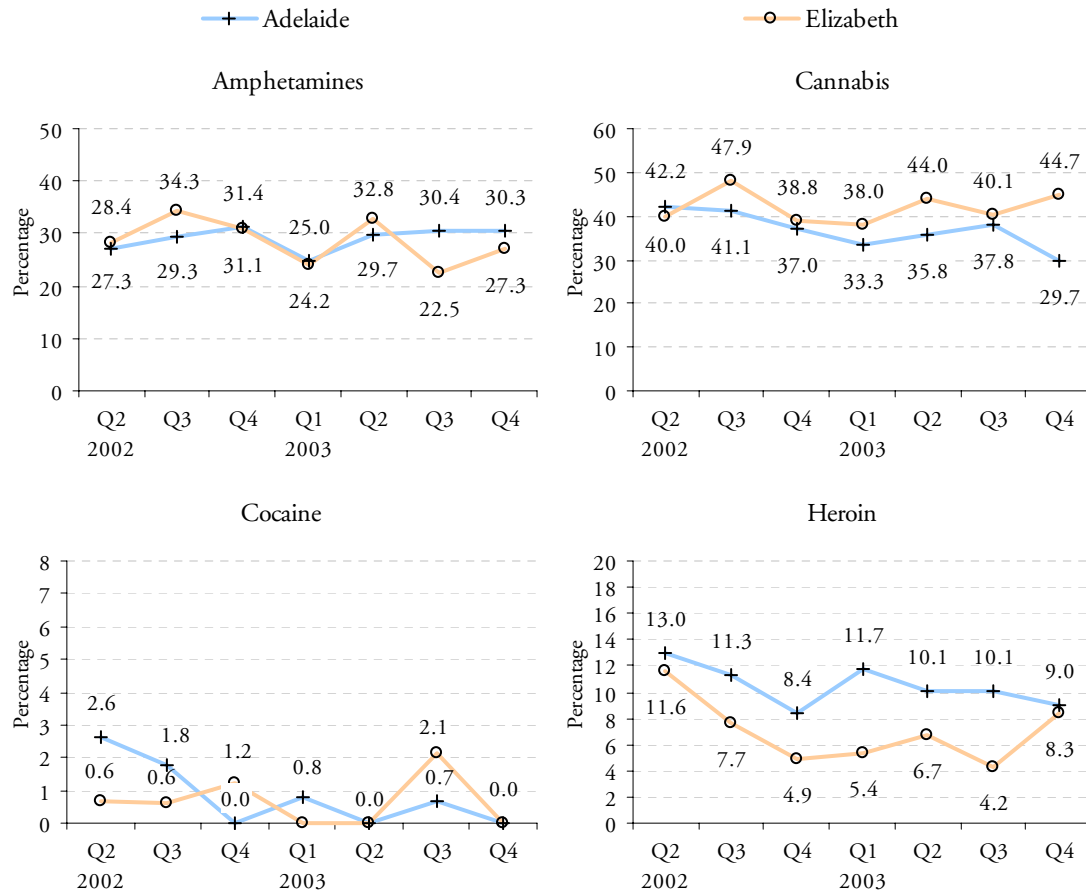 Adelaide Elizabeth
Amphetamines
Percentage
50
40
30
20
10
0
28.4 34.3 31.4 25.0 32.8 30.4 30.3
27.3 29.3 31.1 24.2 29.7 22.5 27.3
Q2 Q3 Q4 Q1 Q2 Q3 Q4
2002 2003
Cannabis
Percentage
60
50
40
30
20
10
0
42.2 47.9 38.8 38.0 44.0 40.1 44.7
40.0 41.1 37.0 33.3 35.8 37.8 29.7
Q2 Q3 Q4 Q1 Q2 Q3 Q4
2002 2003
Cocaine
Percentage
8
7
6
5
4
3
2
1
0
2.6 1.8 1.2 0.8 0.0 2.1 0.0
0.6 0.6 0.0 0.7
Q2 Q3 Q4 Q1 Q2 Q3 Q4
2002 2003
Heroin
Percentage
20
18
16
14
12
10
8
6
4
2
0
13.0 11.3 8.4 11.7 10.1 10.1 9.0
11.6 7.7 4.9 5.4 6.7 4.2 8.3
Q2 Q3 Q4 Q1 Q2 Q3 Q4
2002 2003